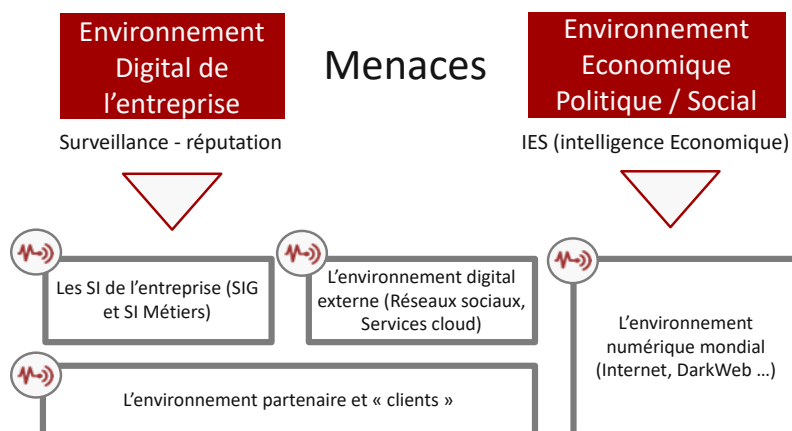 Environnement
Digital de
l'entreprise
Menaces
Environnement
Economique
Politique / Social
Surveillance - réputation
IES (intelligence Economique)
Les SI de l'entreprise (SIG
et SI Métiers)
L'environnement digital
externe (Réseaux sociaux,
Services cloud)
L'environnement
numérique mondial
(Internet, DarkWeb …)
L'environnement partenaire et « clients »